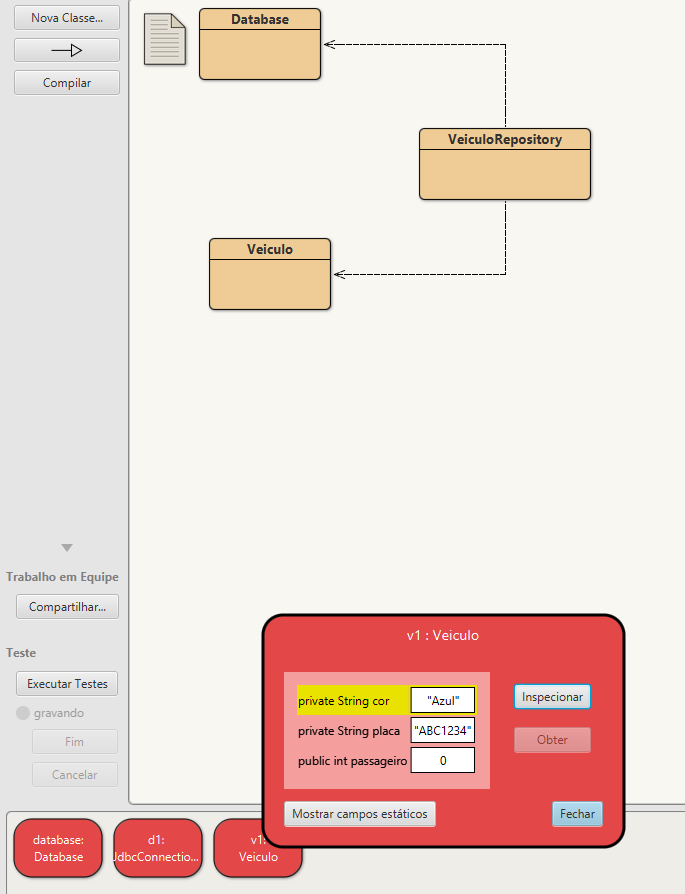 Nova Classe...
Compilar
Database
VeiculoRepository
Veiculo
Trabalho em Equipe
Compartilhar...
Teste
Executar Testes
gravando
Fim
Cancelar
v1 : Veiculo
private String cor "Azul"
private String placa "ABC1234"
public int passageiro 0
Inspecionar
Obter
Mostrar campos estáticos
Fechar
database:
Database
d1:
JdbcConnectio...
v1:
Veiculo